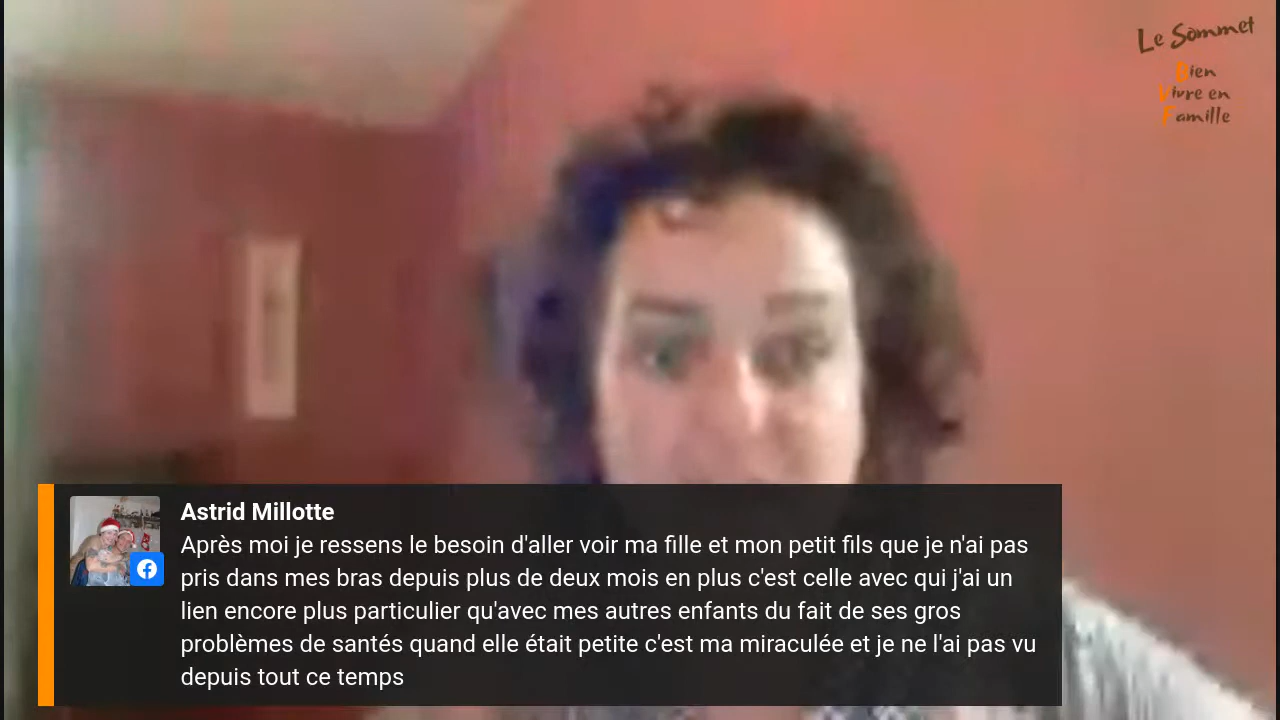 Le Sommet
Bien
Vivre en
Famille
Astrid Millotte
Après moi je ressens le besoin d'aller voir ma fille et mon petit fils que je n'ai pas
pris dans mes bras depuis plus de deux mois en plus c'est celle avec qui j'ai un
lien encore plus particulier qu'avec mes autres enfants du fait de ses gros
problèmes de santés quand elle était petite c'est ma miraculée et je ne l'ai pas vu
depuis tout ce temps